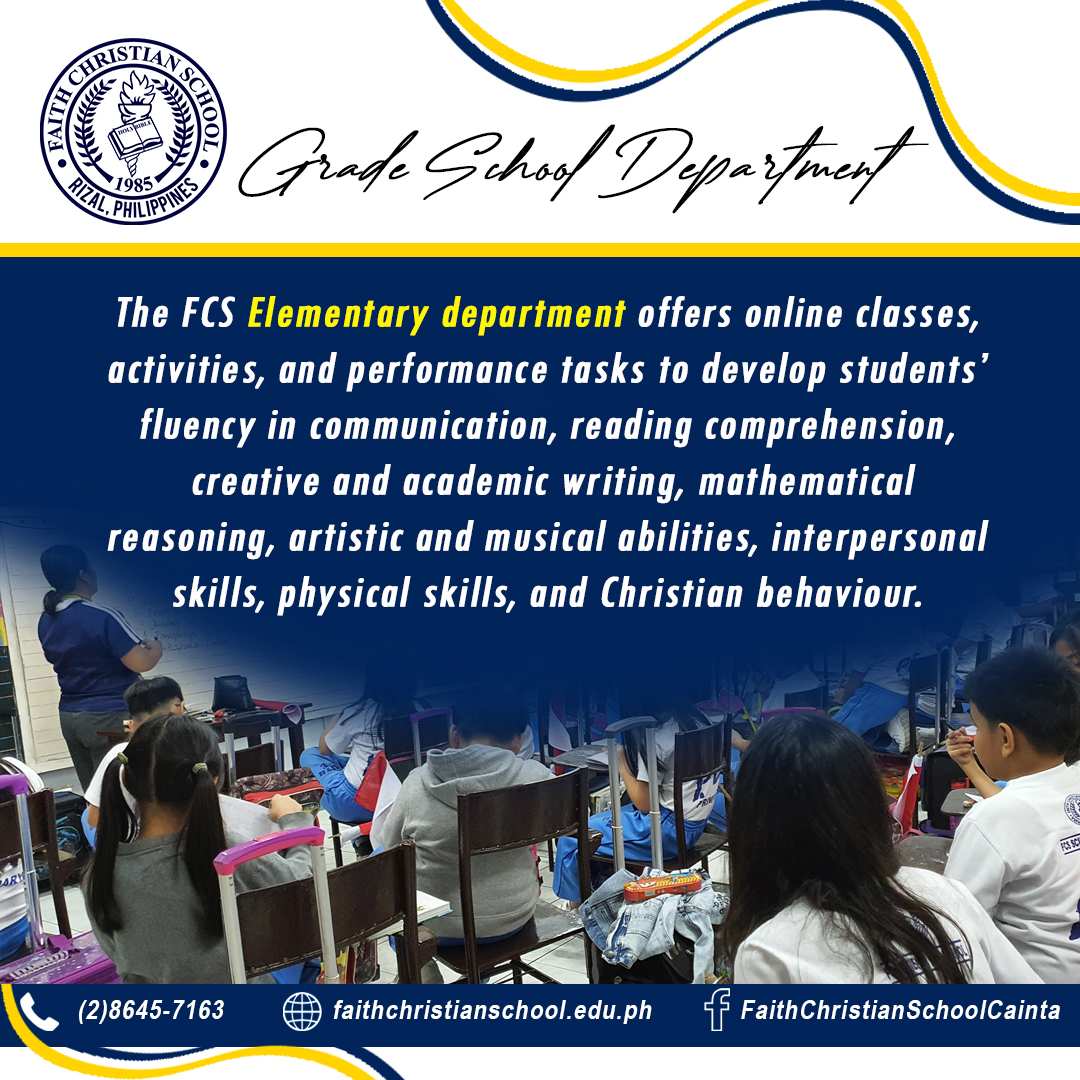 FAITH CHRISTIAN SCHOOL
HOLY BIBLE
1985
RIZAL, PHILIPPINES
Grade School Department
The FCS Elementary department offers online classes,
activities, and performance tasks to develop students’
fluency in communication, reading comprehension,
creative and academic writing, mathematical
reasoning, artistic and musical abilities, interpersonal
skills, physical skills, and Christian behaviour.
(2)8645-7163
faithchristianschool.edu.ph
FaithChristianSchoolCainta